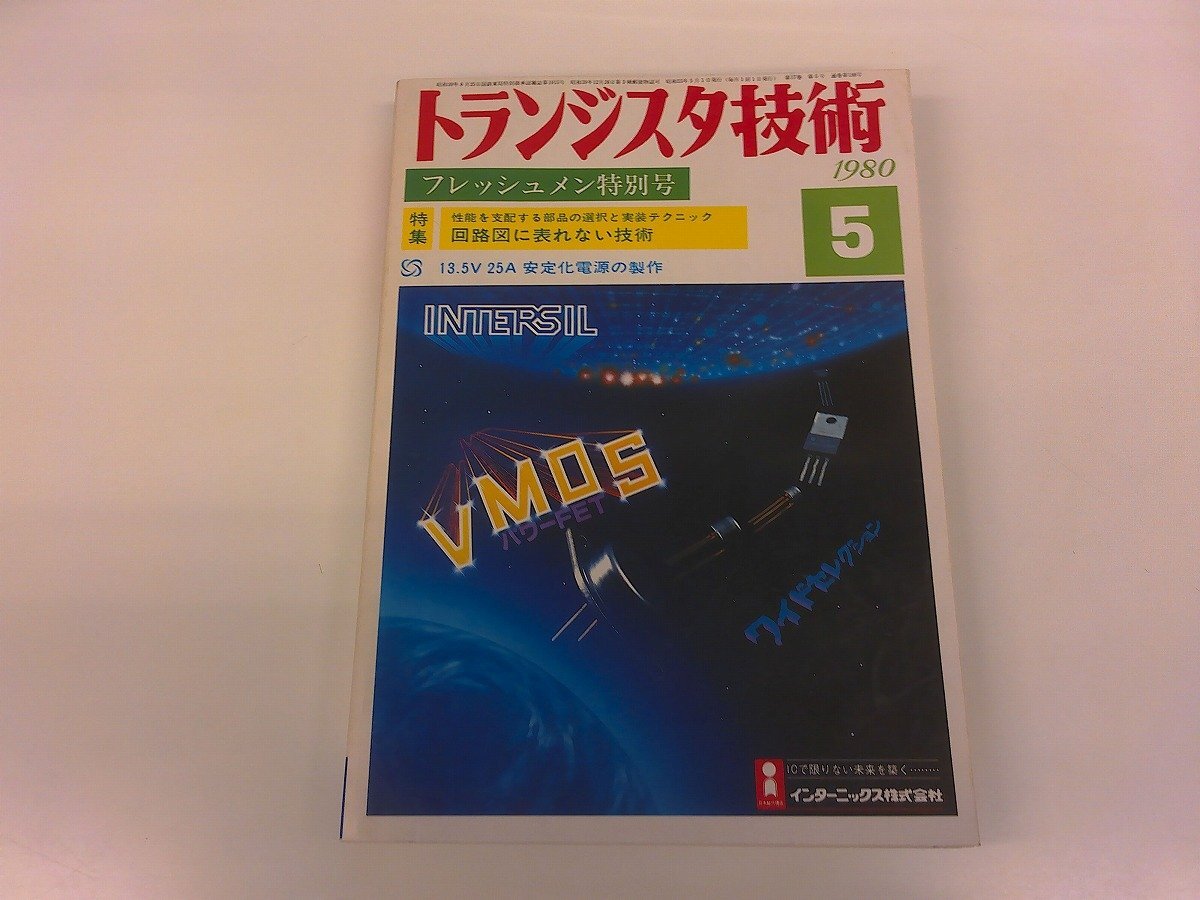 トランジスタ技術
1980
フレッシュメン特別号
5
特集
性能を支配する部品の選択と実装テクニック
回路図に表れない技術
13.5V 25A 安定化電源の製作
INTERSIL
VMOS
パワーFET
ワイドセレクション
ICで限りない未来を築く………
インターニックス株式会社